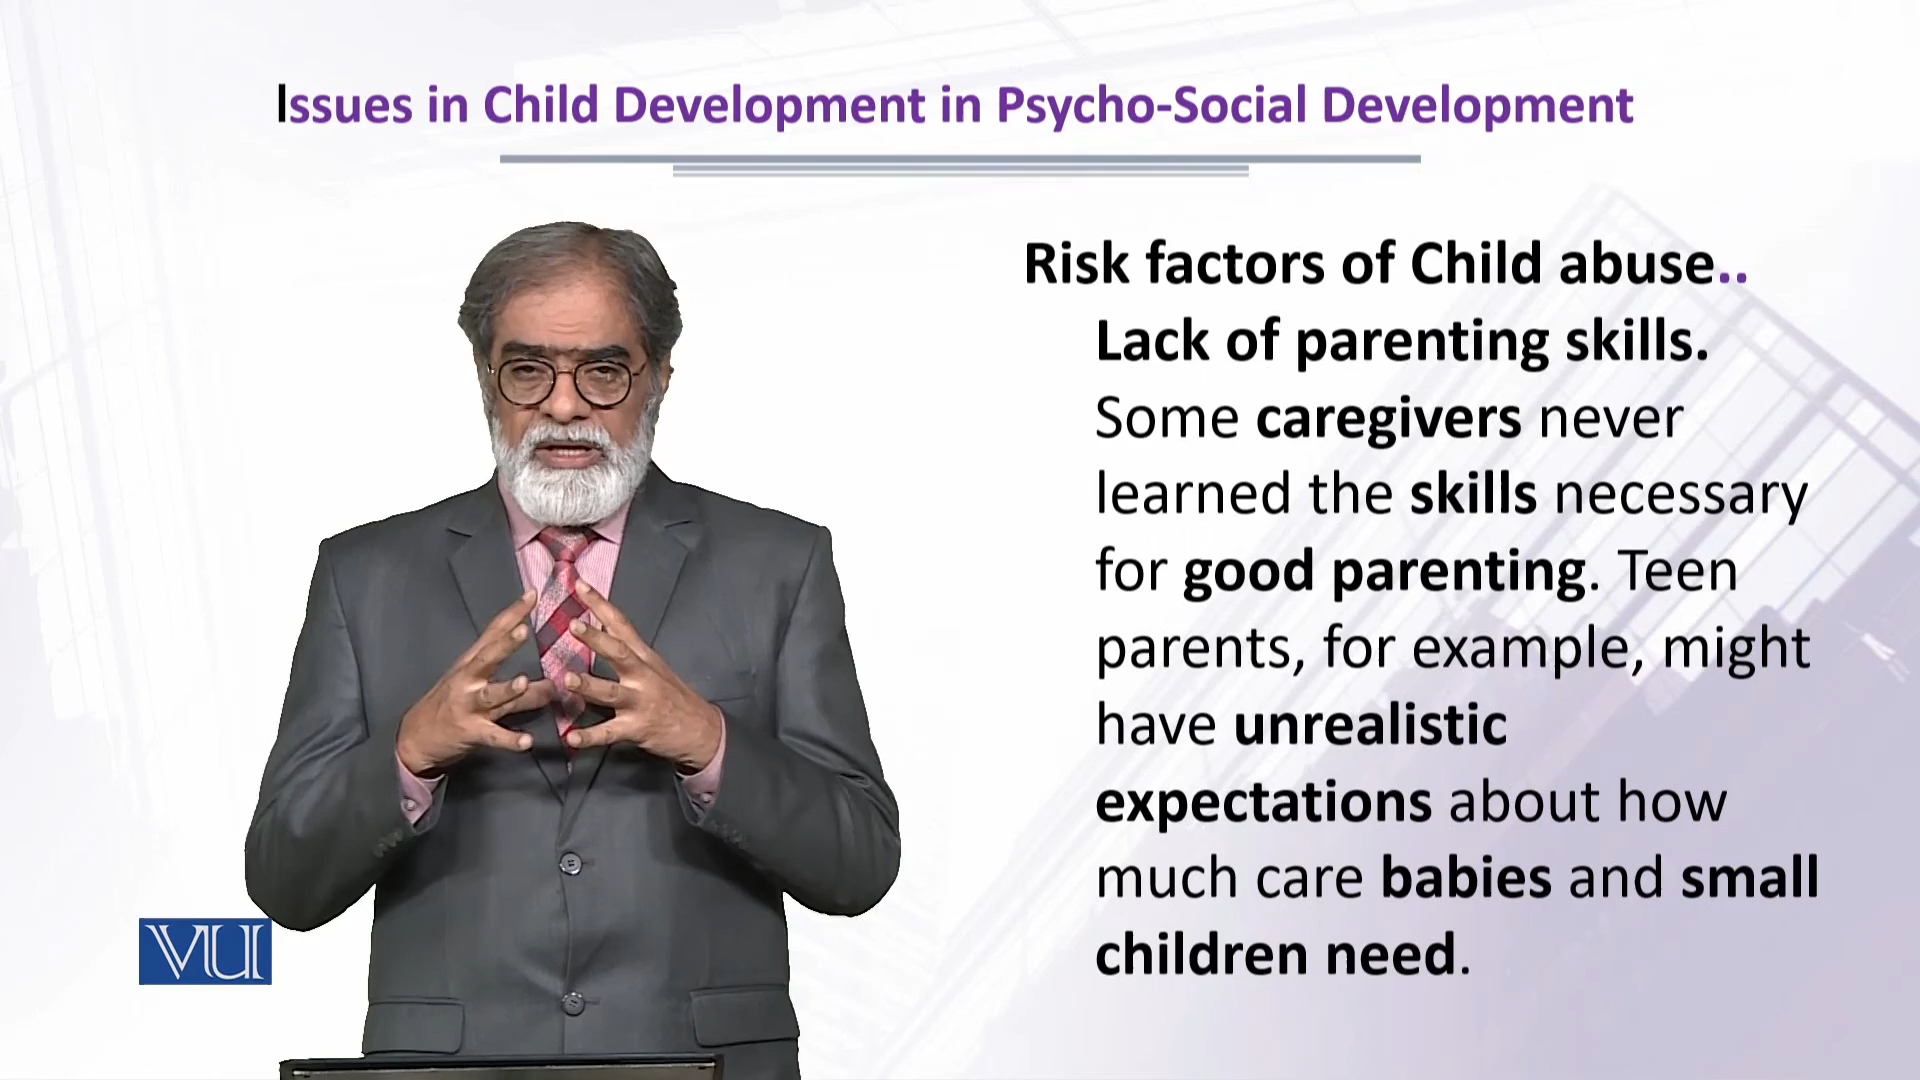 Issues in Child Development in Psycho-Social Development
Risk factors of Child abuse..
Lack of parenting skills.
Some caregivers never
learned the skills necessary
for good parenting. Teen
parents, for example, might
have unrealistic
expectations about how
much care babies and small
children need.
VU